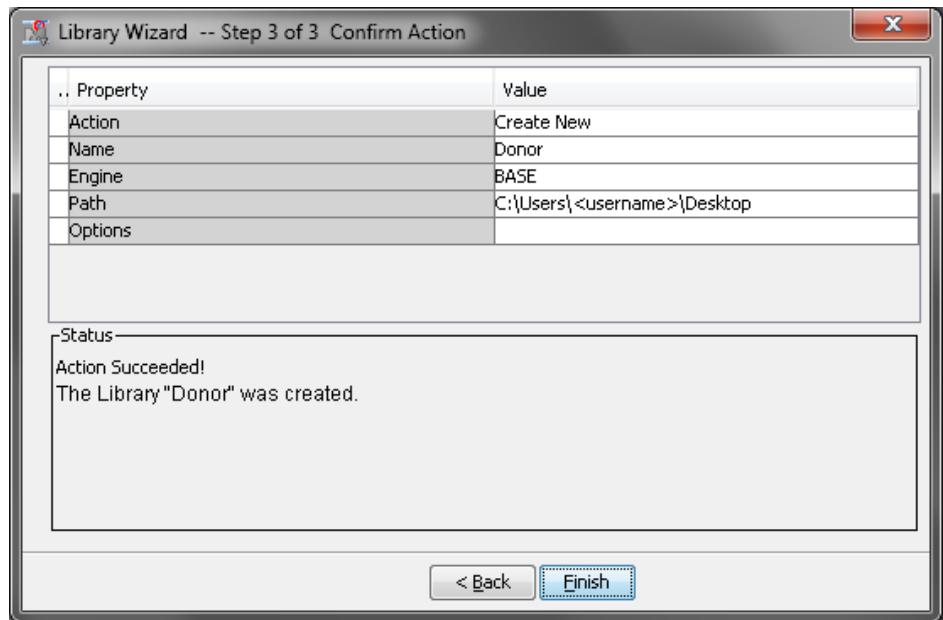 Library Wizard -- Step 3 of 3 Confirm Action
X
.. Property Value
Action Create New
Name Donor
Engine BASE
Path C:\Users\<username>\Desktop
Options
Status
Action Succeeded!
The Library "Donor" was created.
< Back Finish